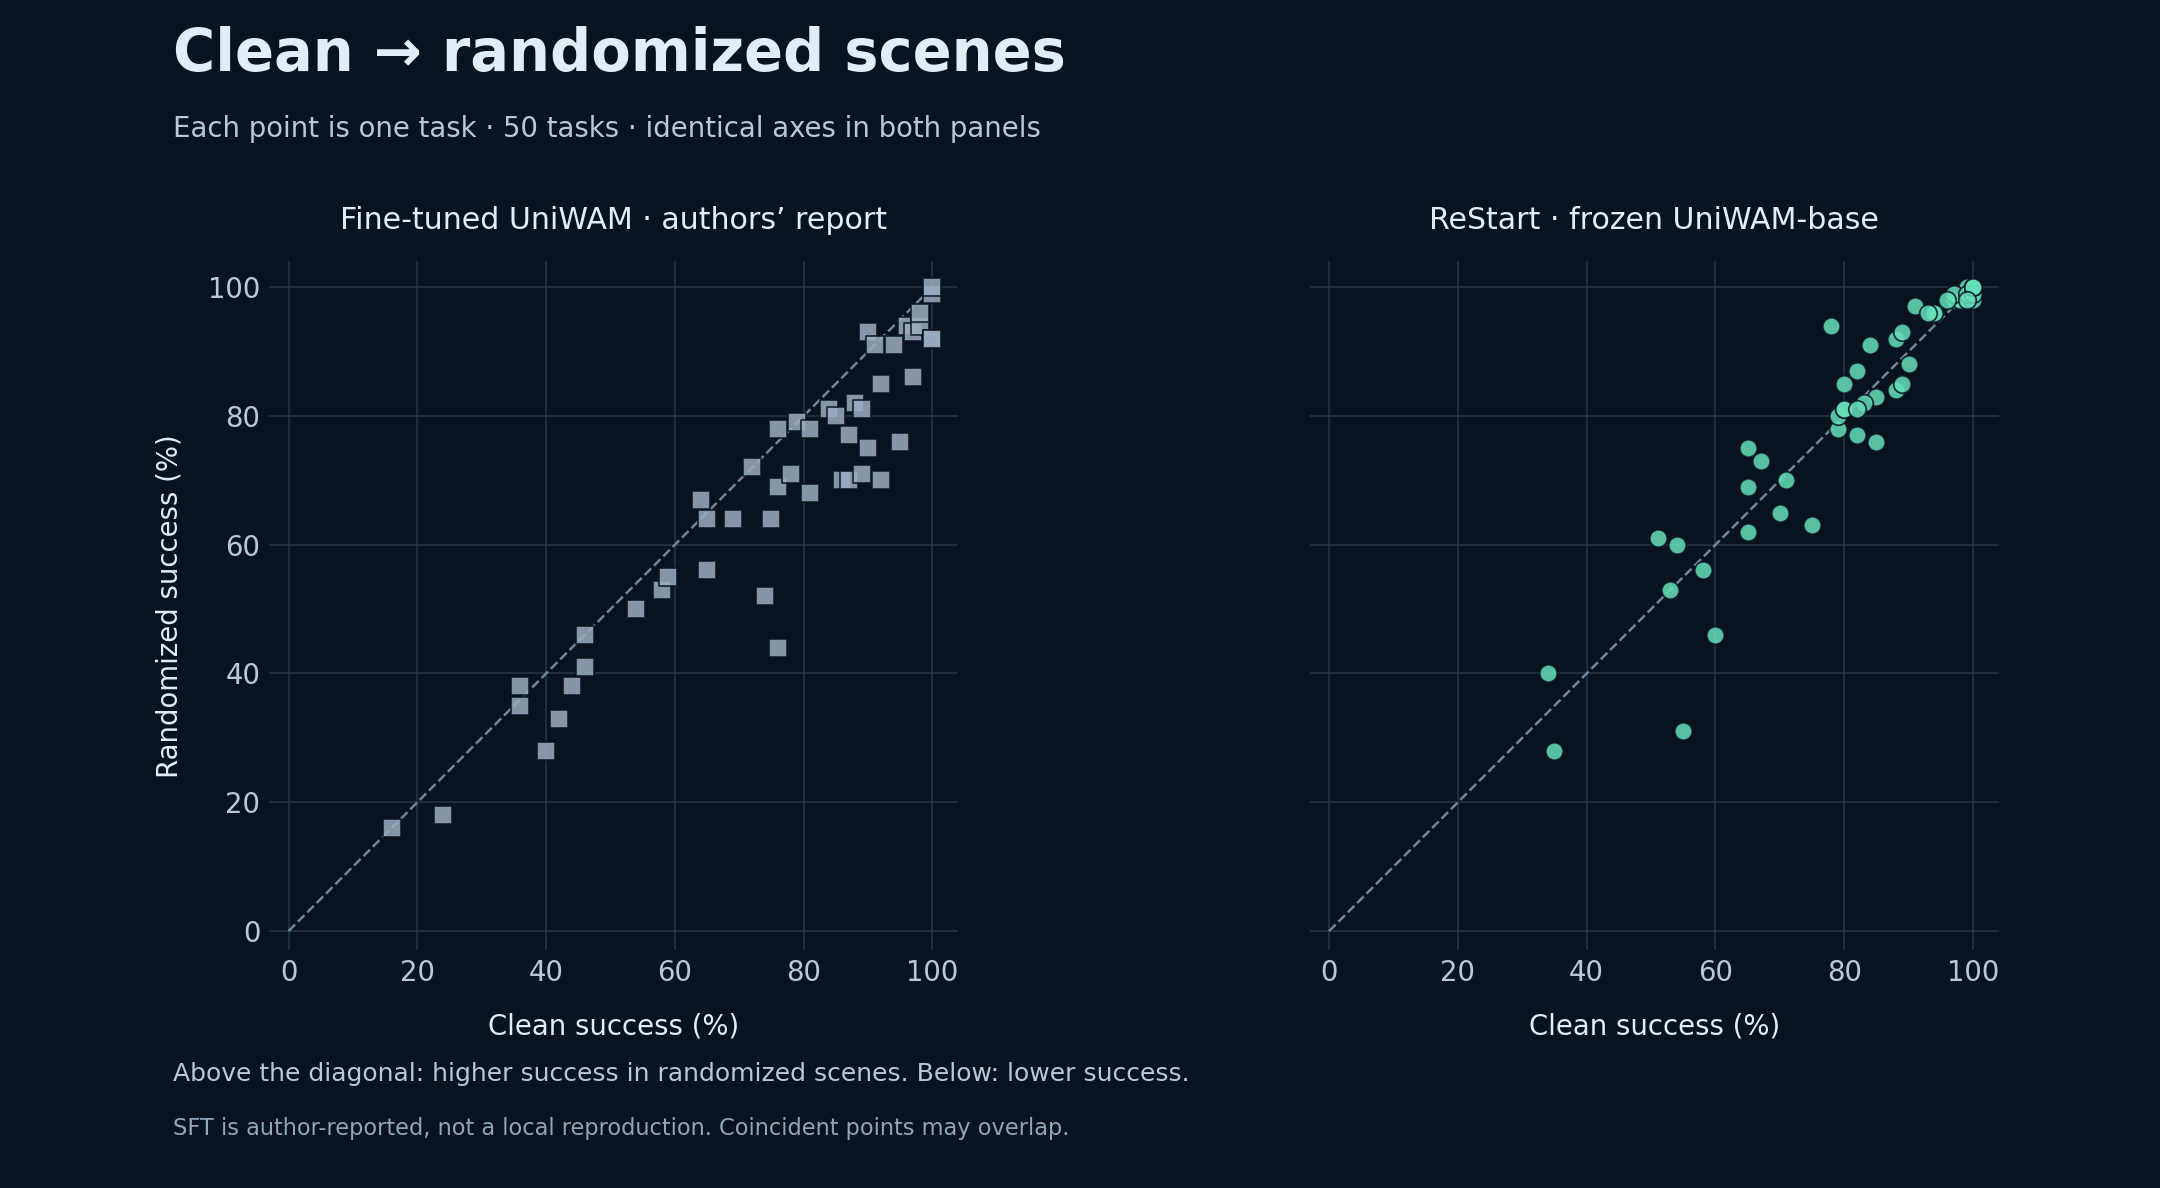 Clean → randomized scenes
Each point is one task · 50 tasks · identical axes in both panels
Fine-tuned UniWAM · authors’ report
ReStart · frozen UniWAM-base
Randomized success (%)
100
80
60
40
20
0
0 20 40 60 80 100
0 20 40 60 80 100
Clean success (%)
Clean success (%)
Above the diagonal: higher success in randomized scenes. Below: lower success.
SFT is author-reported, not a local reproduction. Coincident points may overlap.